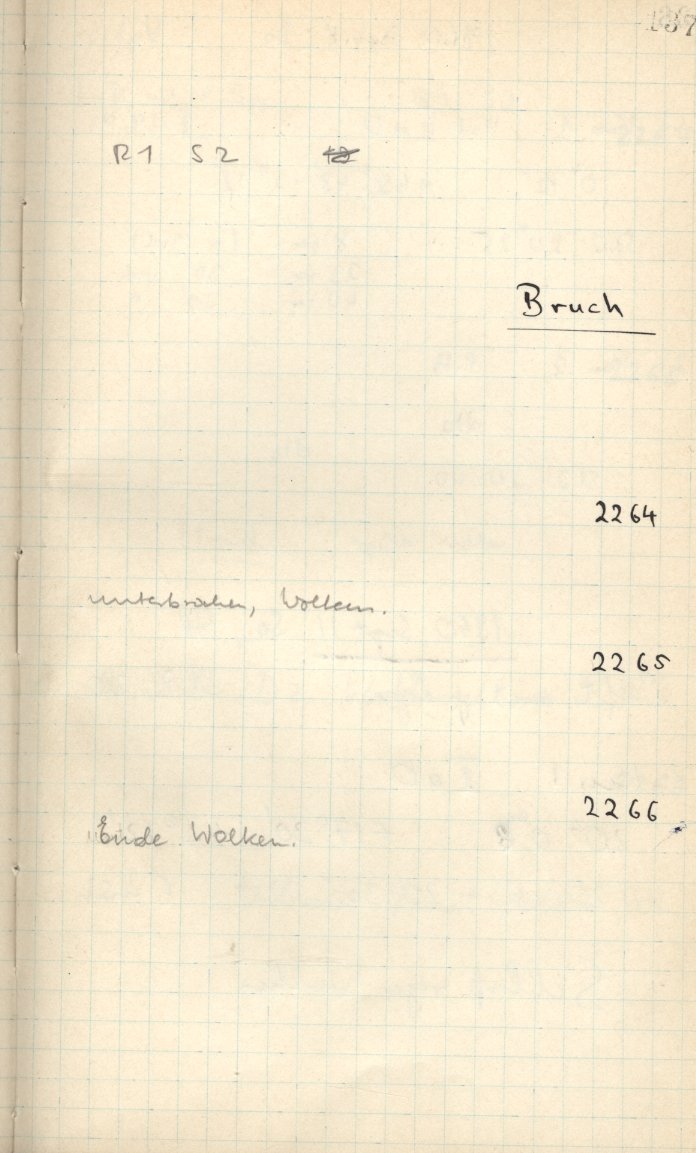 137
R1 S2
Bruch
2264
unterbrochen, Wolken.
2265
2266
Ende Wolken.